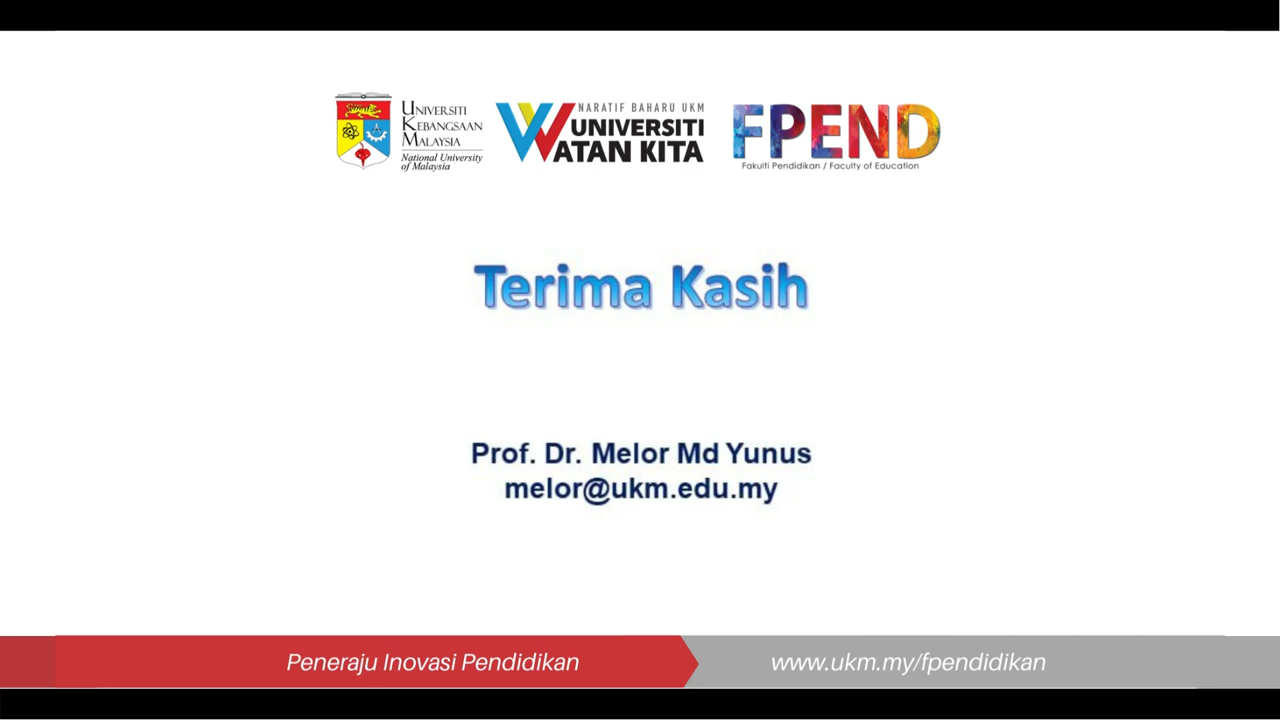 UNIVERSITI
KEBANGSAAN
MALAYSIA
National University
of Malaysia
NARATIF BAHARU UKM
UNIVERSITI
WATAN KITA
FPEND
Fakulti Pendidikan / Faculty of Education
Terima Kasih
Prof. Dr. Melor Md Yunus
melor@ukm.edu.my
Peneraju Inovasi Pendidikan
www.ukm.my/fpendidikan